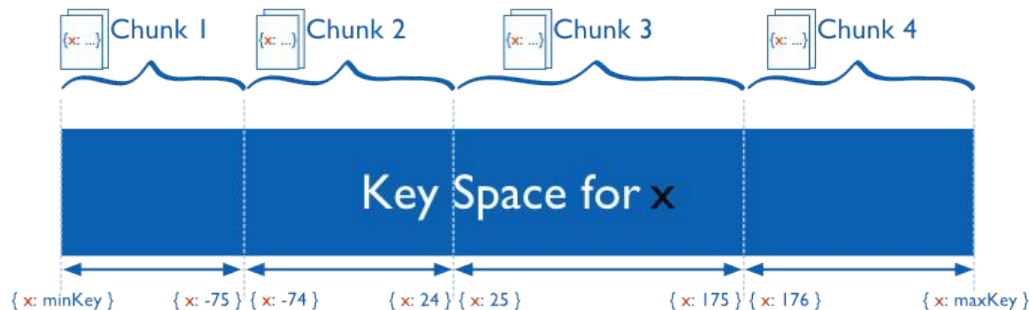 {x: ...} Chunk 1 {x: ...} Chunk 2 {x: ...} Chunk 3 {x: ...} Chunk 4
Key Space for x
{ x: minKey } { x: -75 } { x: -74 } { x: 24 } { x: 25 } { x: 175 } { x: 176 } { x: maxKey }